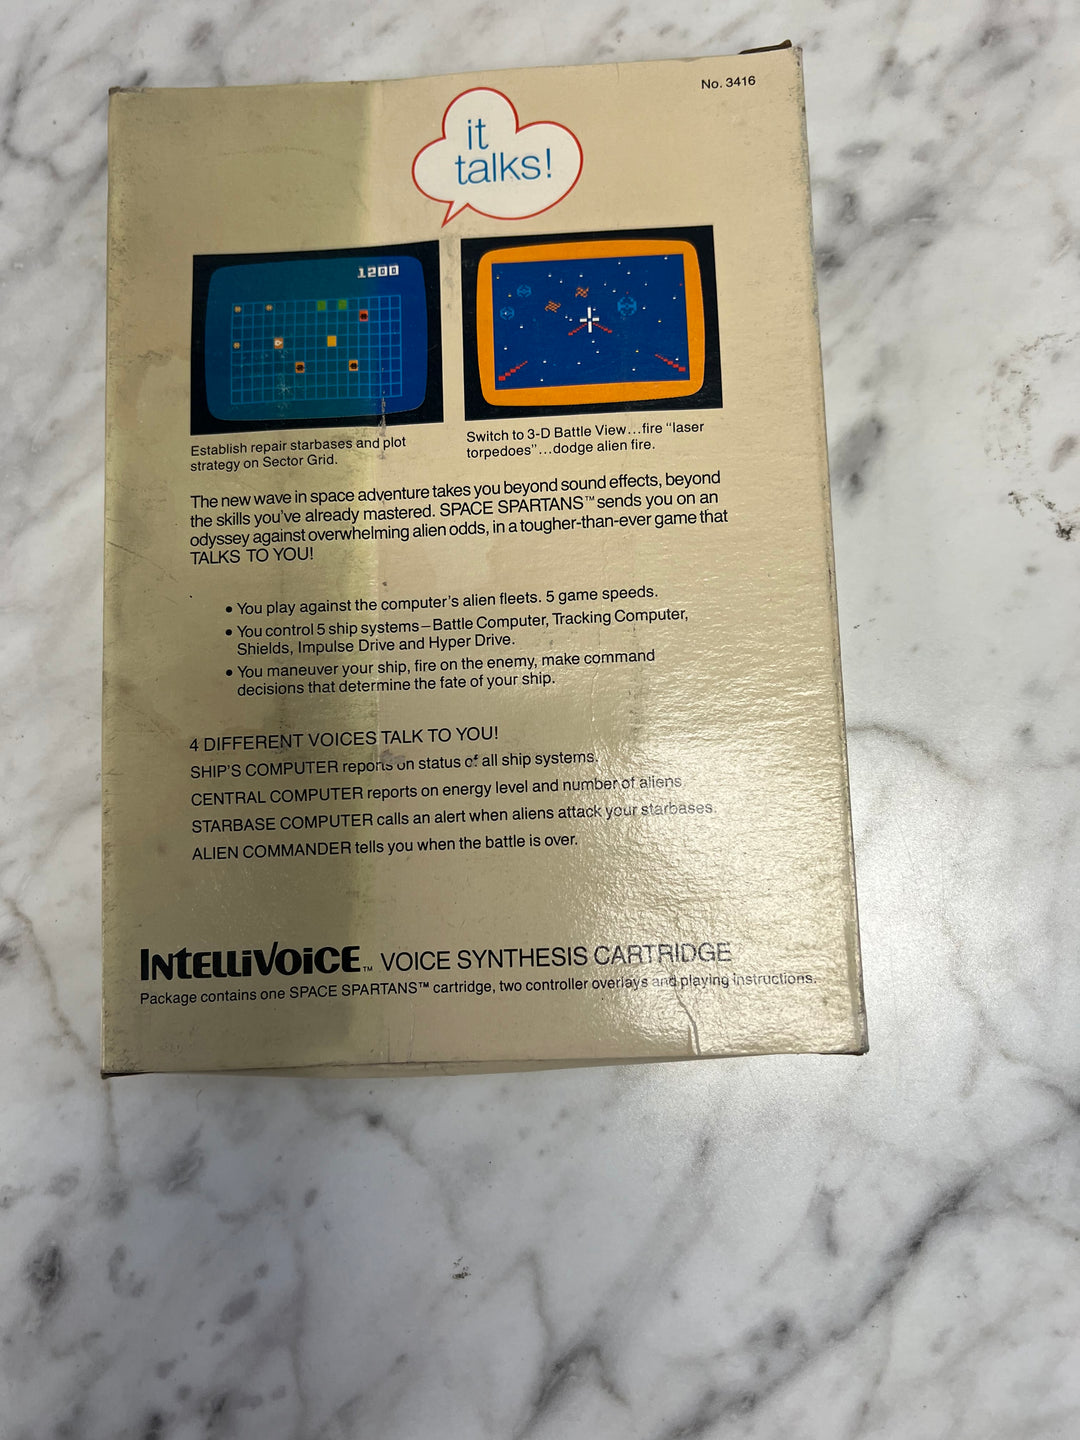 No. 3416
it
talks!
1200
Establish repair starbases and plot
strategy on Sector Grid.
Switch to 3-D Battle View...fire "laser
torpedoes"...dodge alien fire.
The new wave in space adventure takes you beyond sound effects, beyond
the skills you've already mastered. SPACE SPARTANS™ sends you on an
odyssey against overwhelming alien odds, in a tougher-than-ever game that
TALKS TO YOU!
• You play against the computer's alien fleets. 5 game speeds.
• You control 5 ship systems—Battle Computer, Tracking Computer,
Shields, Impulse Drive and Hyper Drive.
• You maneuver your ship, fire on the enemy, make command
decisions that determine the fate of your ship.
4 DIFFERENT VOICES TALK TO YOU!
SHIP'S COMPUTER reports on status of all ship systems.
CENTRAL COMPUTER reports on energy level and number of aliens.
STARBASE COMPUTER calls an alert when aliens attack your starbases.
ALIEN COMMANDER tells you when the battle is over.
INTELLIVOICE™ VOICE SYNTHESIS CARTRIDGE
Package contains one SPACE SPARTANS™ cartridge, two controller overlays and playing instructions.